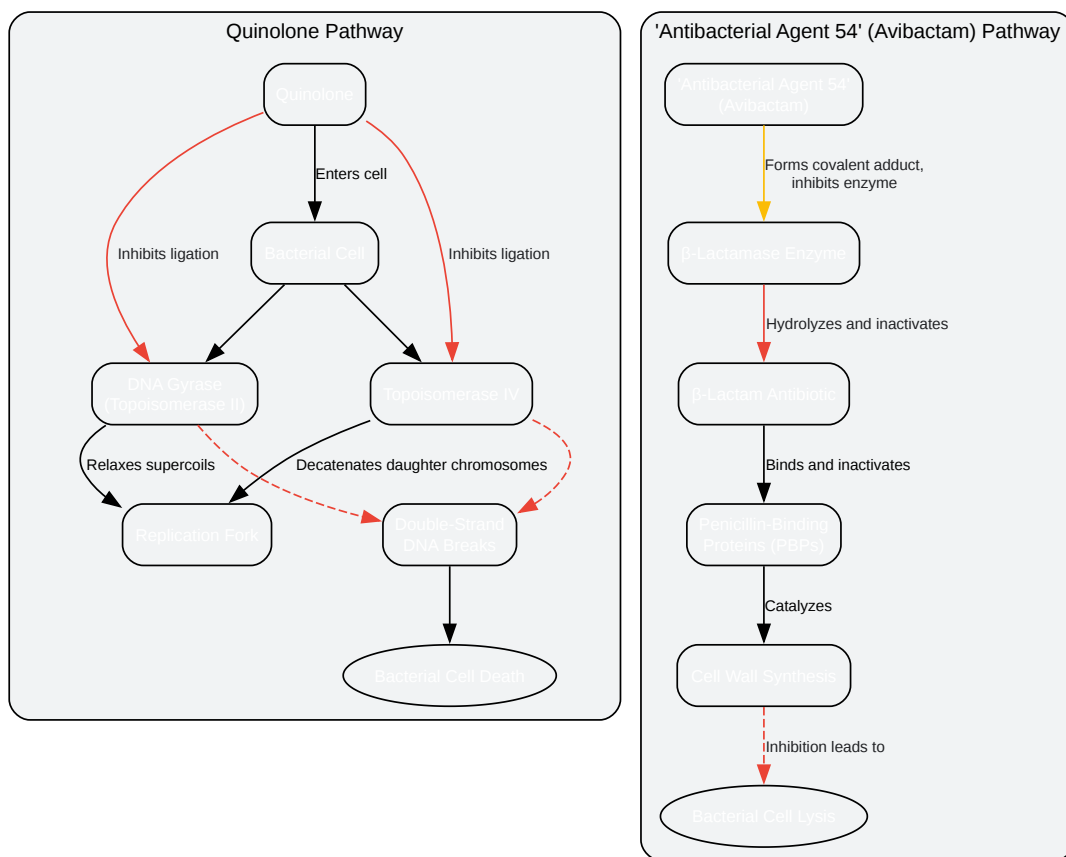 Quinolone Pathway
Quinolone
Enters cell
Inhibits ligation
Bacterial Cell
Inhibits ligation
DNA Gyrase
(Topoisomerase II)
Topoisomerase IV
Relaxes supercoils
Decatenates daughter chromosomes
Replication Fork
Double-Strand
DNA Breaks
Bacterial Cell Death
'Antibacterial Agent 54' (Avibactam) Pathway
'Antibacterial Agent 54'
(Avibactam)
Forms covalent adduct,
inhibits enzyme
β-Lactamase Enzyme
Hydrolyzes and inactivates
β-Lactam Antibiotic
Binds and inactivates
Penicillin-Binding
Proteins (PBPs)
Catalyzes
Cell Wall Synthesis
Inhibition leads to
Bacterial Cell Lysis